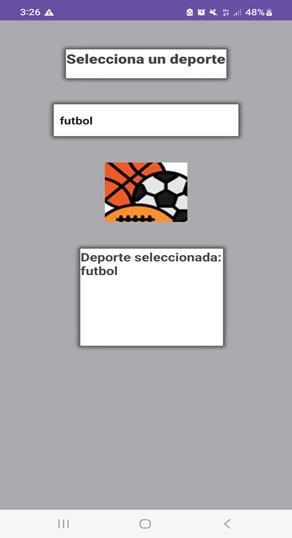 3:26
48%
Selecciona un deporte
futbol
Deporte seleccionada:
futbol